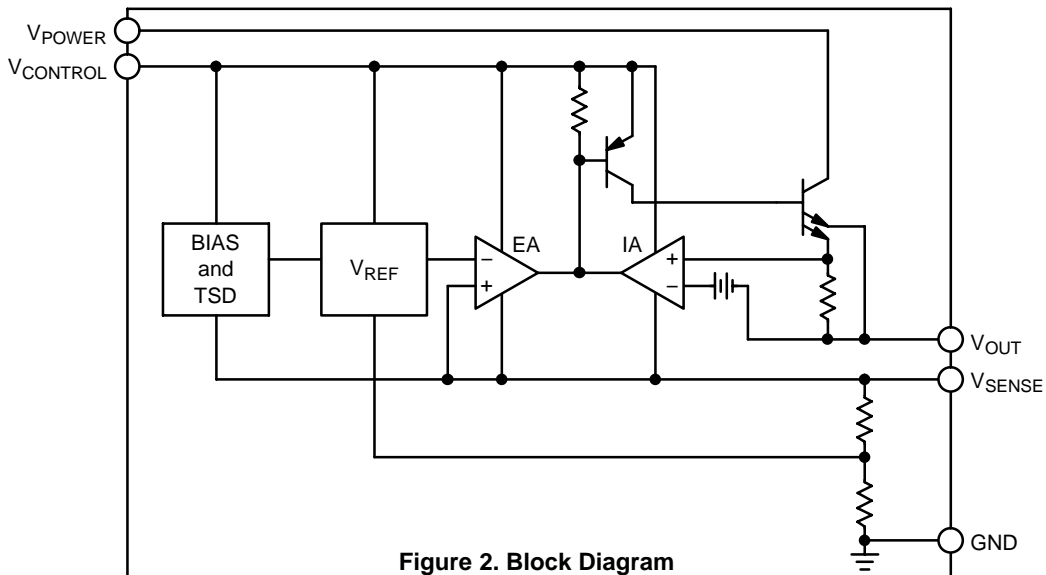 VPOWER
VCONTROL
BIAS
and
TSD
VREF
EA
IA
−
+
+
−
VOUT
VSENSE
GND
Figure 2. Block Diagram